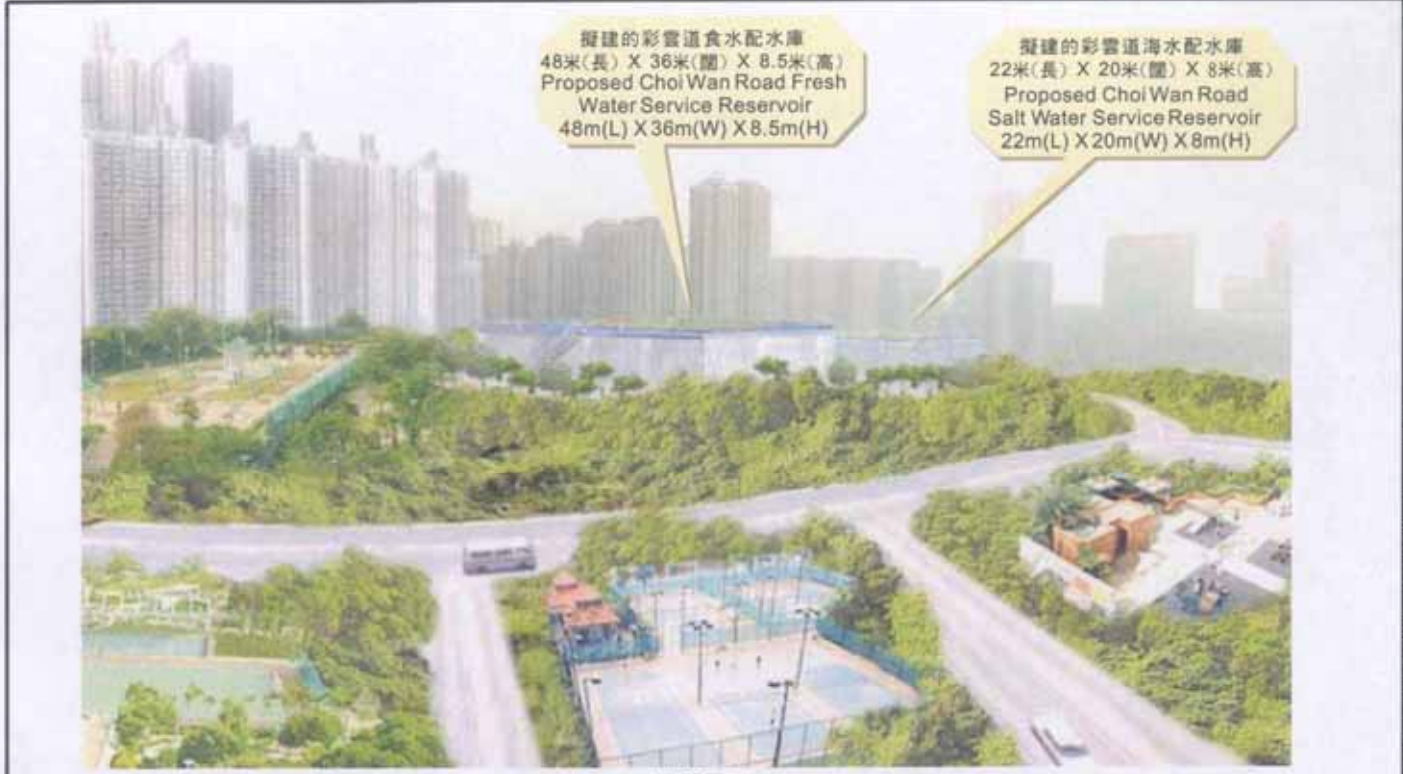 擬建的彩雲道食水配水庫
48米(長) X 36米(闊) X 8.5米(高)
Proposed Choi Wan Road Fresh
Water Service Reservoir
48m(L) X 36m(W) X 8.5m(H)
擬建的彩雲道海水配水庫
22米(長) X 20米(闊) X 8米(高)
Proposed Choi Wan Road
Salt Water Service Reservoir
22m(L) X 20m(W) X 8m(H)